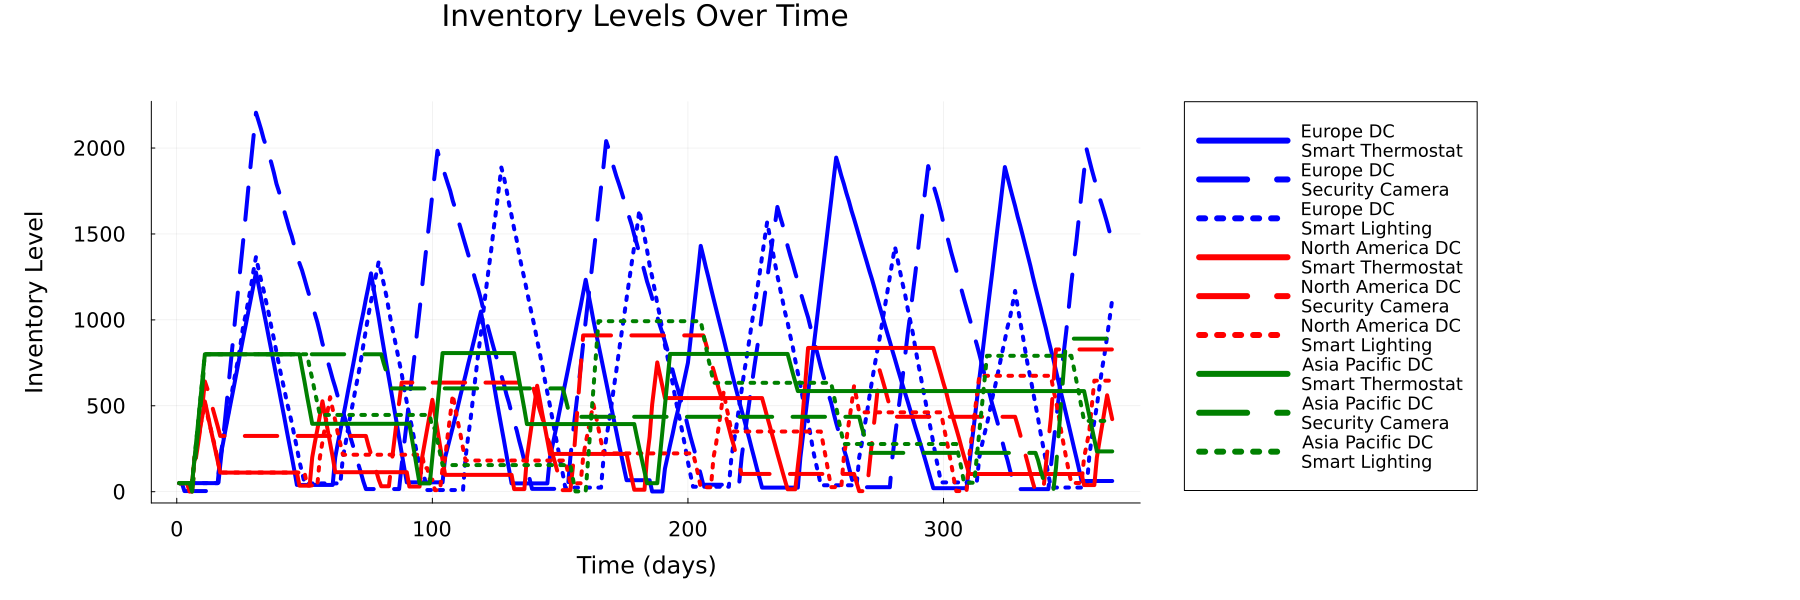 Inventory Levels Over Time
Inventory Level
2000
1500
1000
500
0
0 100 200 300
Time (days)
Europe DC
Smart Thermostat
Europe DC
Security Camera
Europe DC
Smart Lighting
North America DC
Smart Thermostat
North America DC
Security Camera
North America DC
Smart Lighting
Asia Pacific DC
Smart Thermostat
Asia Pacific DC
Security Camera
Asia Pacific DC
Smart Lighting